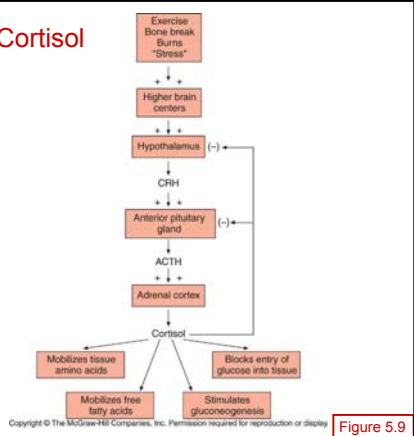 Cortisol
Exercise
Bone break
Burns
"Stress"
+ +
Higher brain
centers
+ +
Hypothalamus (−)
CRH
+ +
Anterior pituitary
gland
(−)
ACTH
+ +
Adrenal cortex
Cortisol
Mobilizes tissue
amino acids
Blocks entry of
glucose into tissue
Mobilizes free
fatty acids
Stimulates
gluconeogenesis
Copyright © The McGraw-Hill Companies, Inc. Permission required for reproduction or display.
Figure 5.9